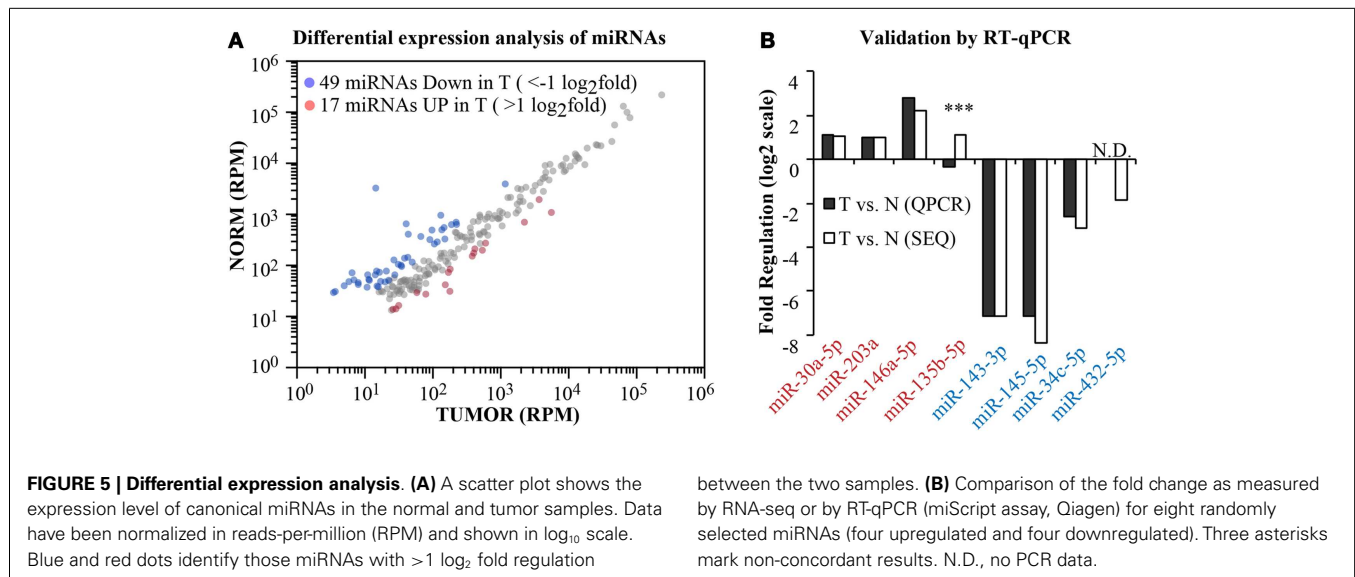 A Differential expression analysis of miRNAs
10^6
10^5
10^4
10^3
10^2
10^1
10^0
NORM (RPM)
49 miRNAs Down in T ( <-1 log₂fold)
17 miRNAs UP in T ( >1 log₂fold)
10^0 10^1 10^2 10^3 10^4 10^5 10^6
TUMOR (RPM)
B Validation by RT-qPCR
4
2
0
-2
-4
-6
-8
Fold Regulation (log2 scale)
***
N.D.
T vs. N (QPCR)
T vs. N (SEQ)
miR-30a-5p
miR-203a
miR-146a-5p
miR-135b-5p
miR-143-3p
miR-145-5p
miR-34c-5p
miR-432-5p
FIGURE 5 | Differential expression analysis. (A) A scatter plot shows the
expression level of canonical miRNAs in the normal and tumor samples. Data
have been normalized in reads-per-million (RPM) and shown in log₁₀ scale.
Blue and red dots identify those miRNAs with >1 log₂ fold regulation
between the two samples. (B) Comparison of the fold change as measured
by RNA-seq or by RT-qPCR (miScript assay, Qiagen) for eight randomly
selected miRNAs (four upregulated and four downregulated). Three asterisks
mark non-concordant results. N.D., no PCR data.